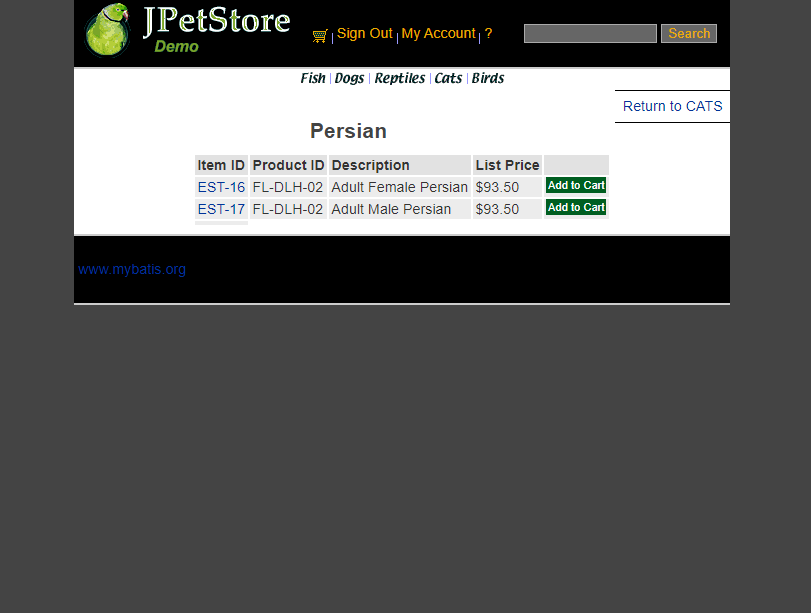 JPetStore
Demo
Sign Out | My Account | ? Search
Fish | Dogs | Reptiles | Cats | Birds
Return to CATS
Persian
Item ID Product ID Description List Price
EST-16 FL-DLH-02 Adult Female Persian $93.50 Add to Cart
EST-17 FL-DLH-02 Adult Male Persian $93.50 Add to Cart
www.mybatis.org